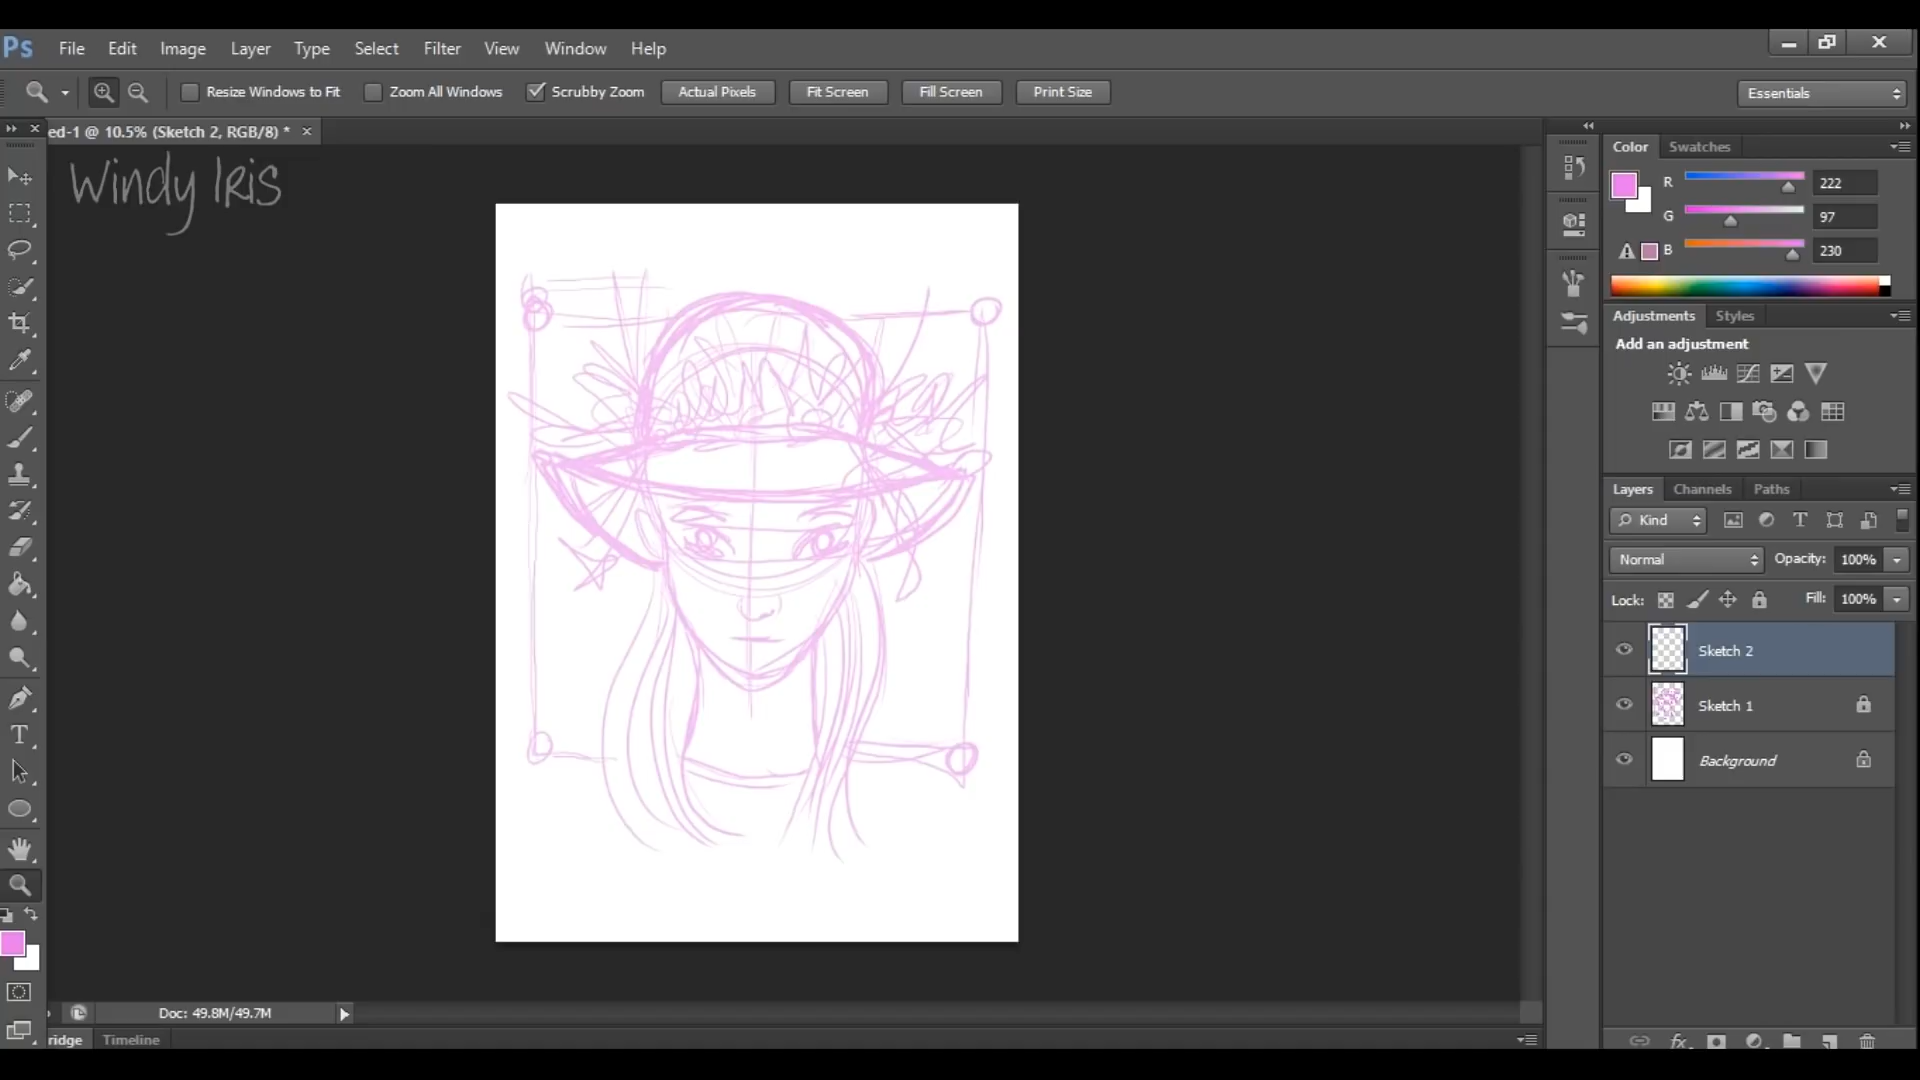 Ps File Edit Image Layer Type Select Filter View Window Help
Resize Windows to Fit Zoom All Windows Scrubby Zoom Actual Pixels Fit Screen Fill Screen Print Size Essentials
ed-1 @ 10.5% (Sketch 2, RGB/8) *
Windy IRis
Color Swatches
R 222
G 97
B 230
Adjustments Styles
Add an adjustment
Layers Channels Paths
Kind
Normal Opacity: 100%
Lock: Fill: 100%
Sketch 2
Sketch 1
Background
Doc: 49.8M/49.7M
ridge Timeline